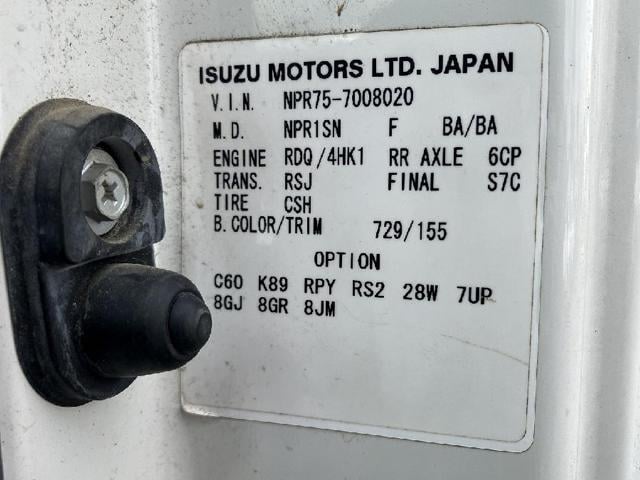 ISUZU MOTORS LTD. JAPAN
V.I.N. NPR75-7008020
M.D. NPR1SN F BA/BA
ENGINE RDQ/4HK1 RR AXLE 6CP
TRANS. RSJ FINAL S7C
TIRE CSH
B.COLOR/TRIM 729/155
OPTION
C60 K89 RPY RS2 28W 7UP
8GJ 8GR 8JM